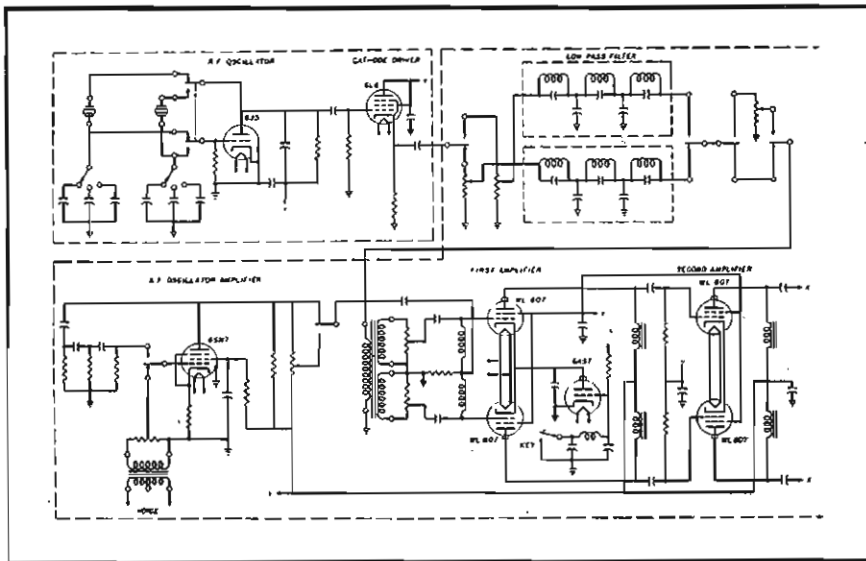 R.F. OSCILLATOR
CATHODE DRIVER
LOW PASS FILTER
6J5
6L6
A.F. OSCILLATOR AMPLIFIER
FIRST AMPLIFIER
SECOND AMPLIFIER
WL 807
WL 807
6SN7
6AS7
KEY
WL 807
WL 807
X
X